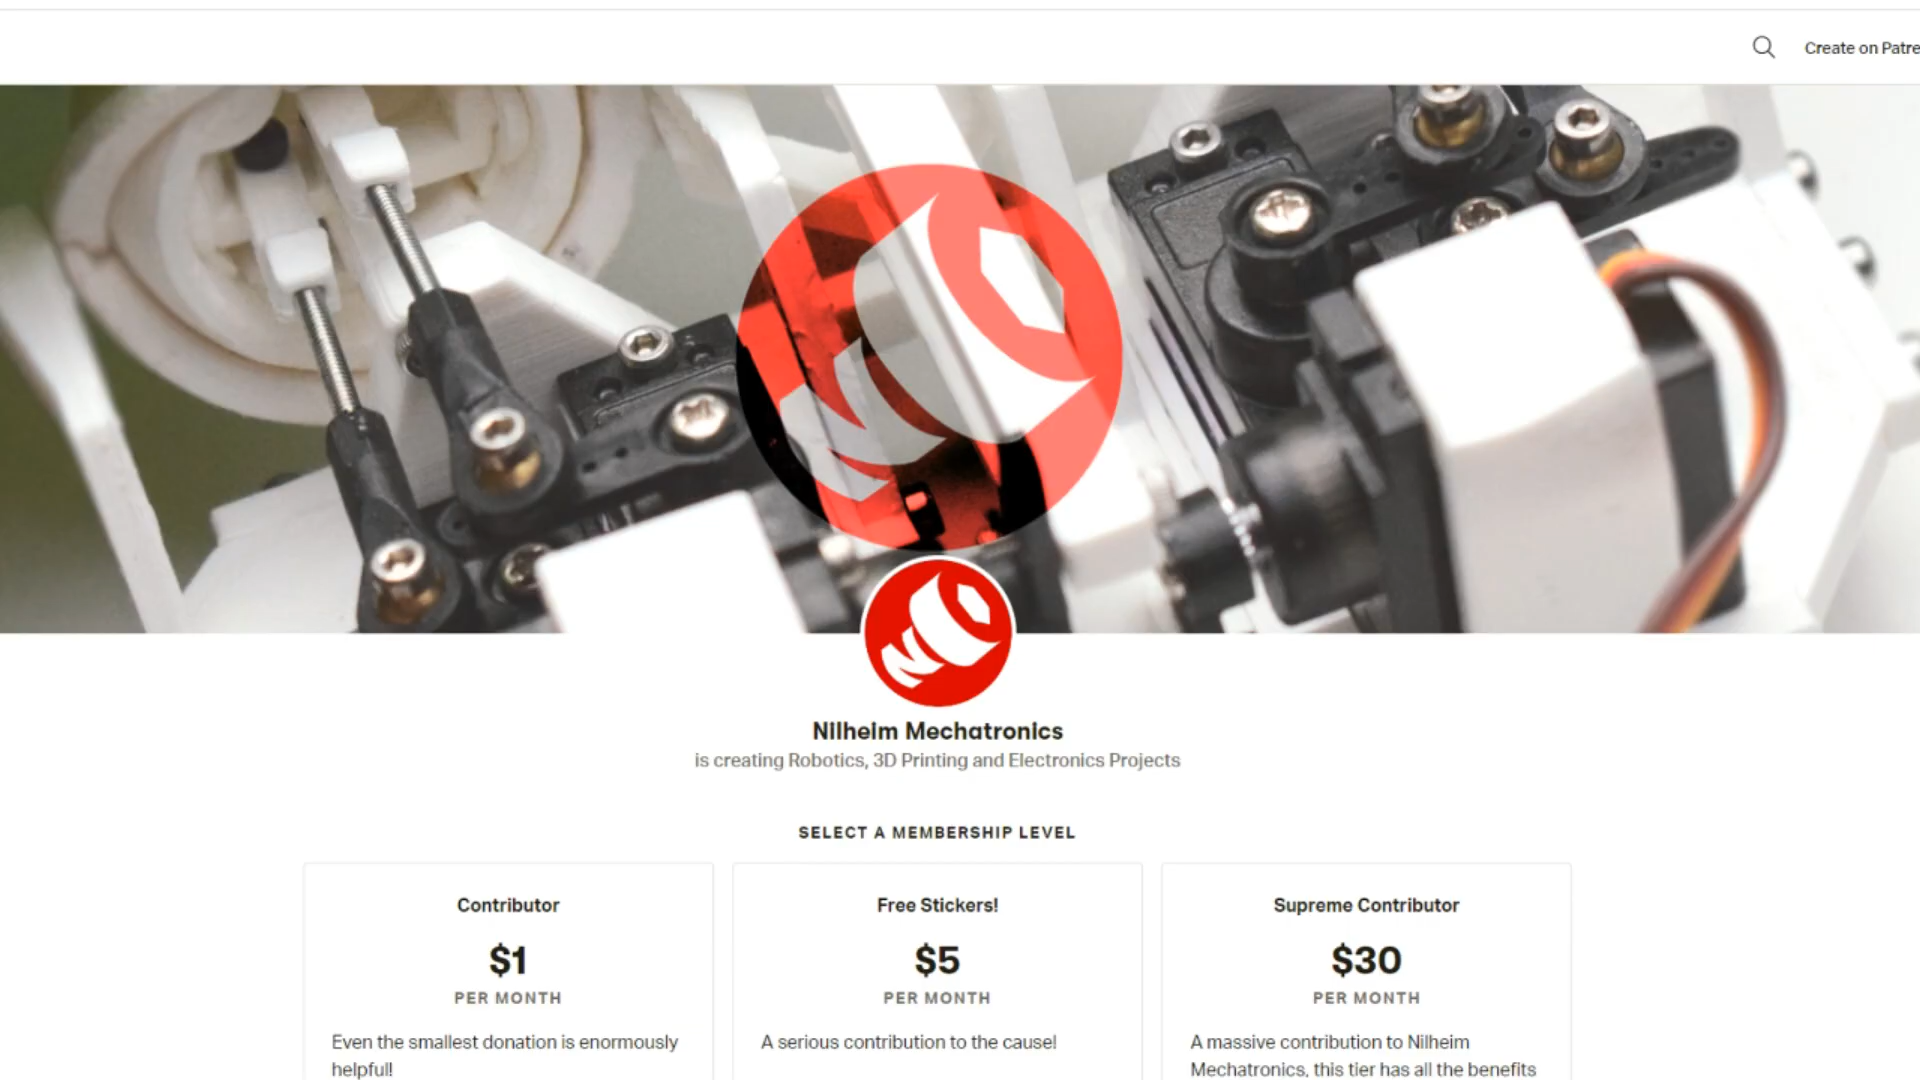 Create on Patre
Nilheim Mechatronics
is creating Robotics, 3D Printing and Electronics Projects
SELECT A MEMBERSHIP LEVEL
Contributor
$1
PER MONTH
Even the smallest donation is enormously
helpful!
Free Stickers!
$5
PER MONTH
A serious contribution to the cause!
Supreme Contributor
$30
PER MONTH
A massive contribution to Nilheim
Mechatronics, this tier has all the benefits